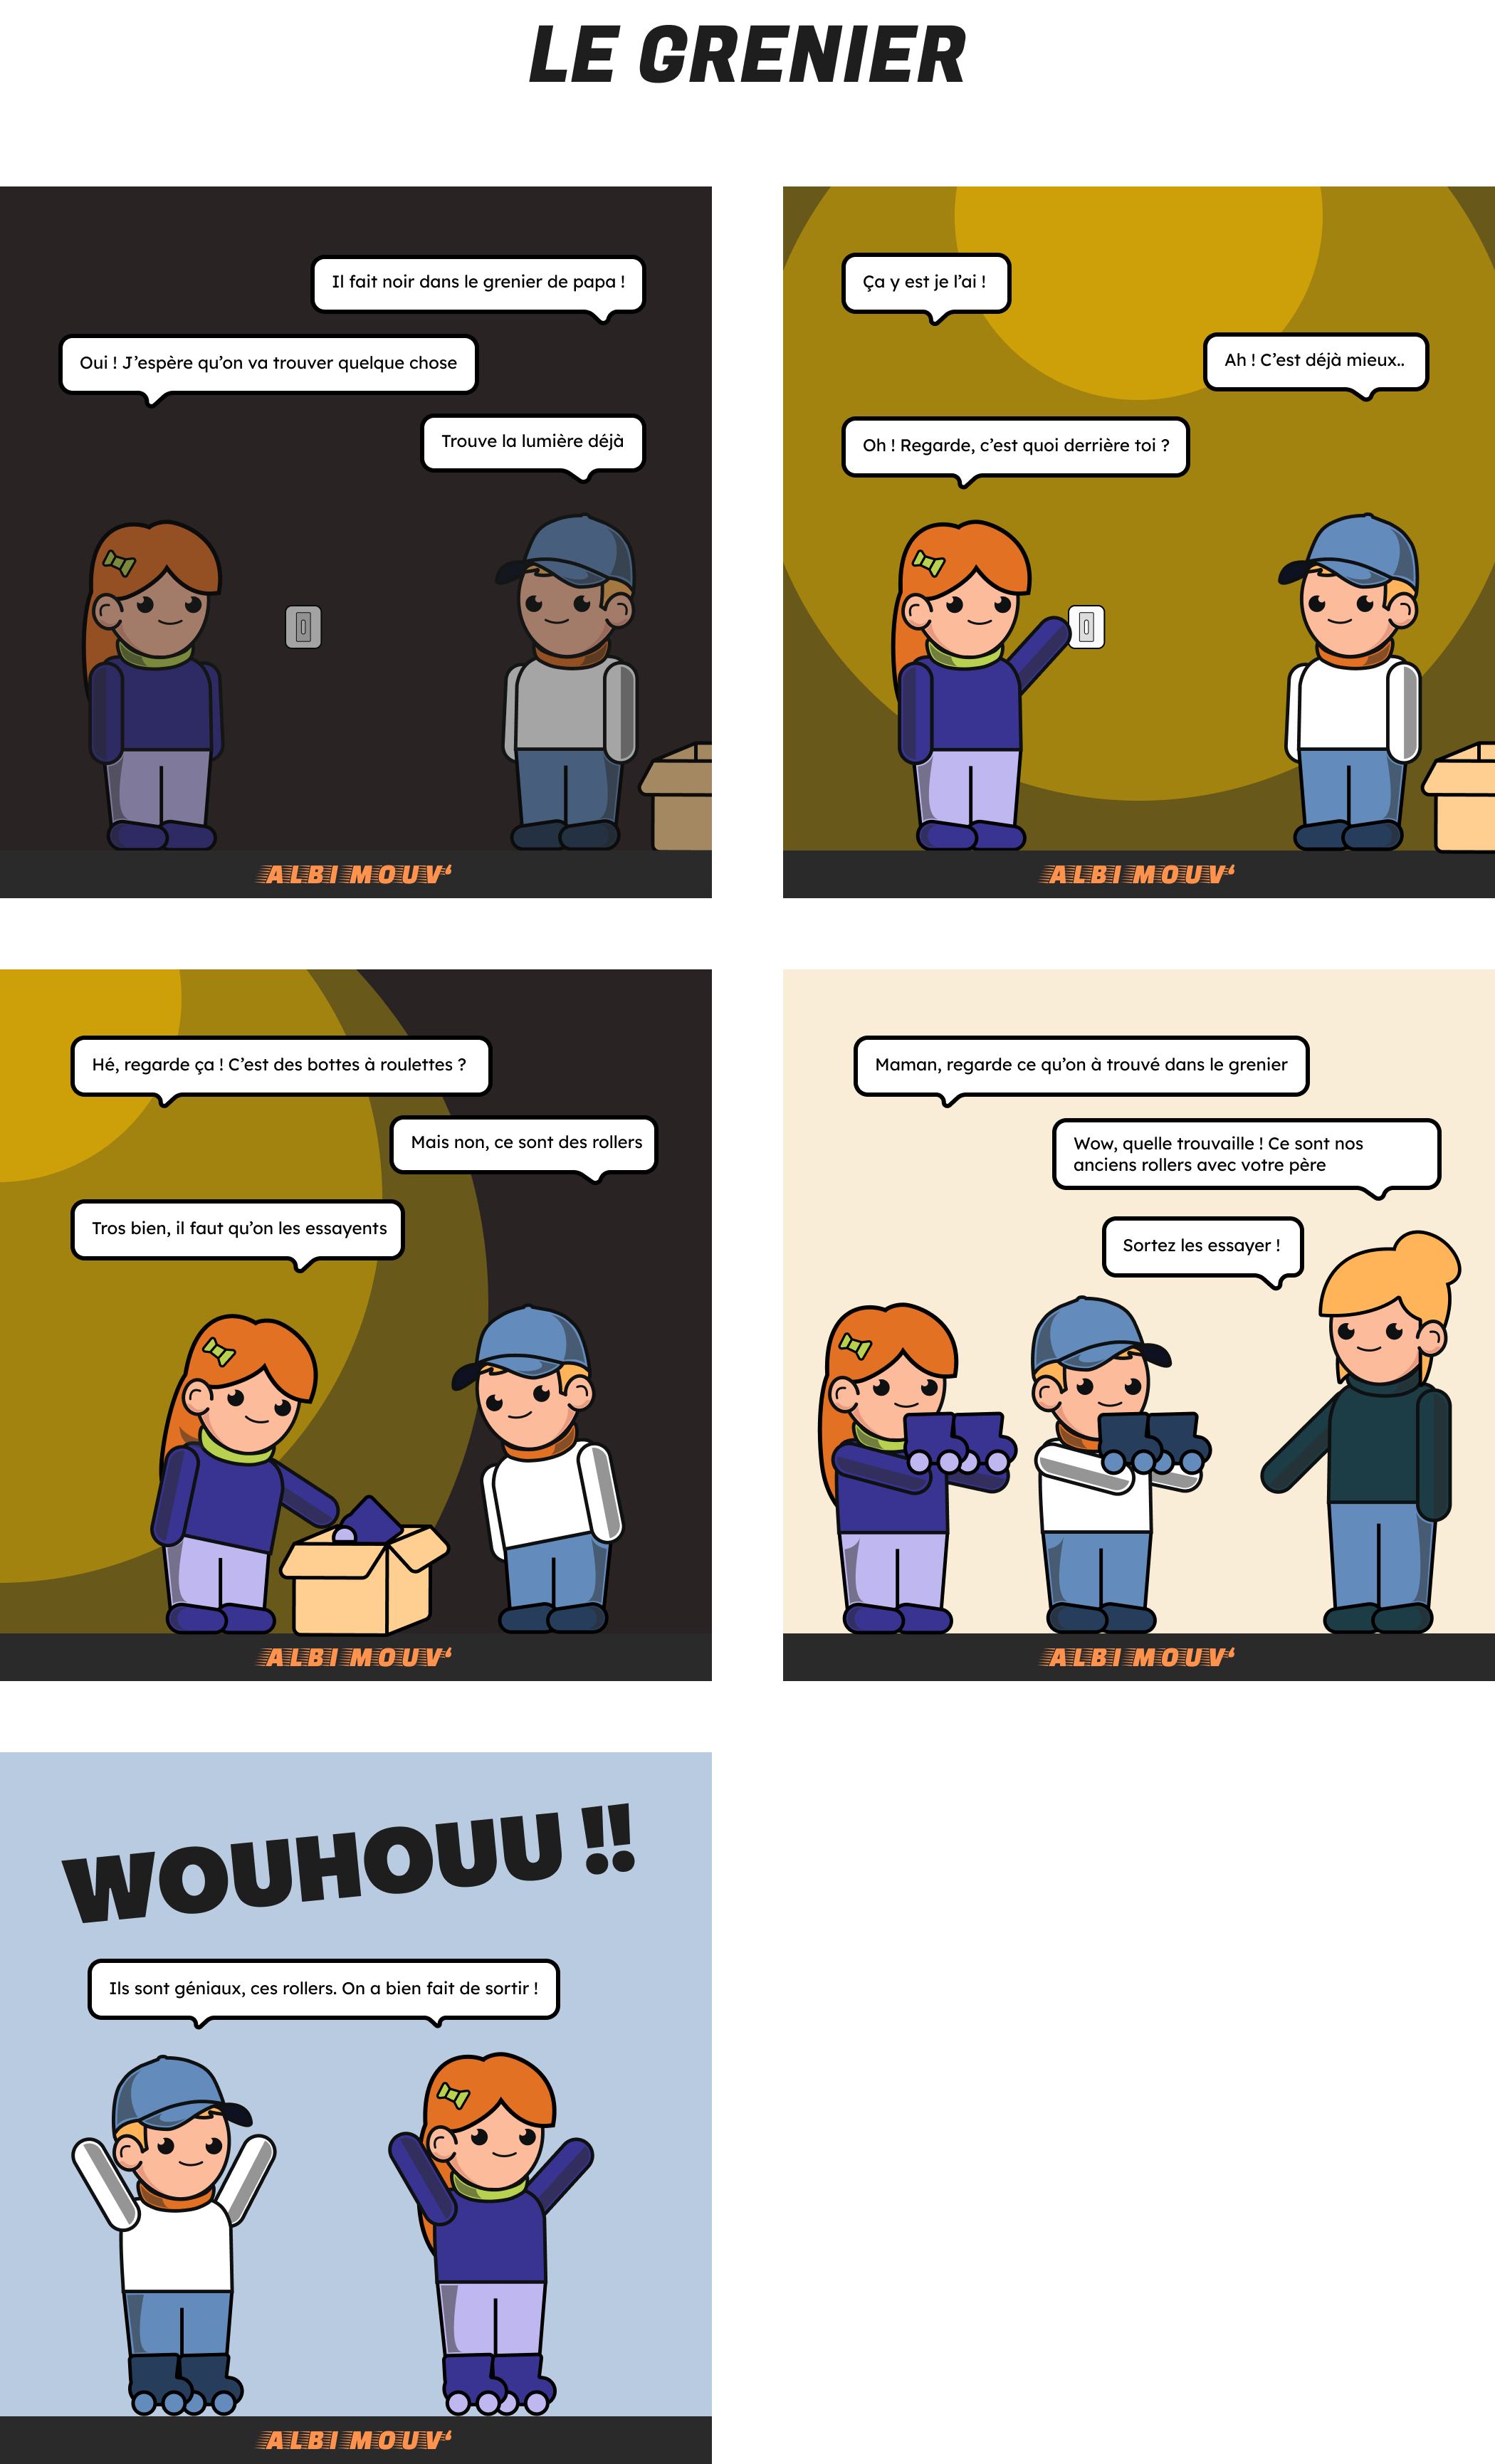 LE GRENIER
Il fait noir dans le grenier de papa !
Oui ! J’espère qu’on va trouver quelque chose
Trouve la lumière déjà
ALBI MOUV'
Ça y est je l’ai !
Ah ! C’est déjà mieux..
Oh ! Regarde, c’est quoi derrière toi ?
ALBI MOUV'
Hé, regarde ça ! C’est des bottes à roulettes ?
Mais non, ce sont des rollers
Tros bien, il faut qu’on les essayents
ALBI MOUV'
Maman, regarde ce qu’on à trouvé dans le grenier
Wow, quelle trouvaille ! Ce sont nos
anciens rollers avec votre père
Sortez les essayer !
ALBI MOUV'
WOUHOUU !!
Ils sont géniaux, ces rollers. On a bien fait de sortir !
ALBI MOUV'